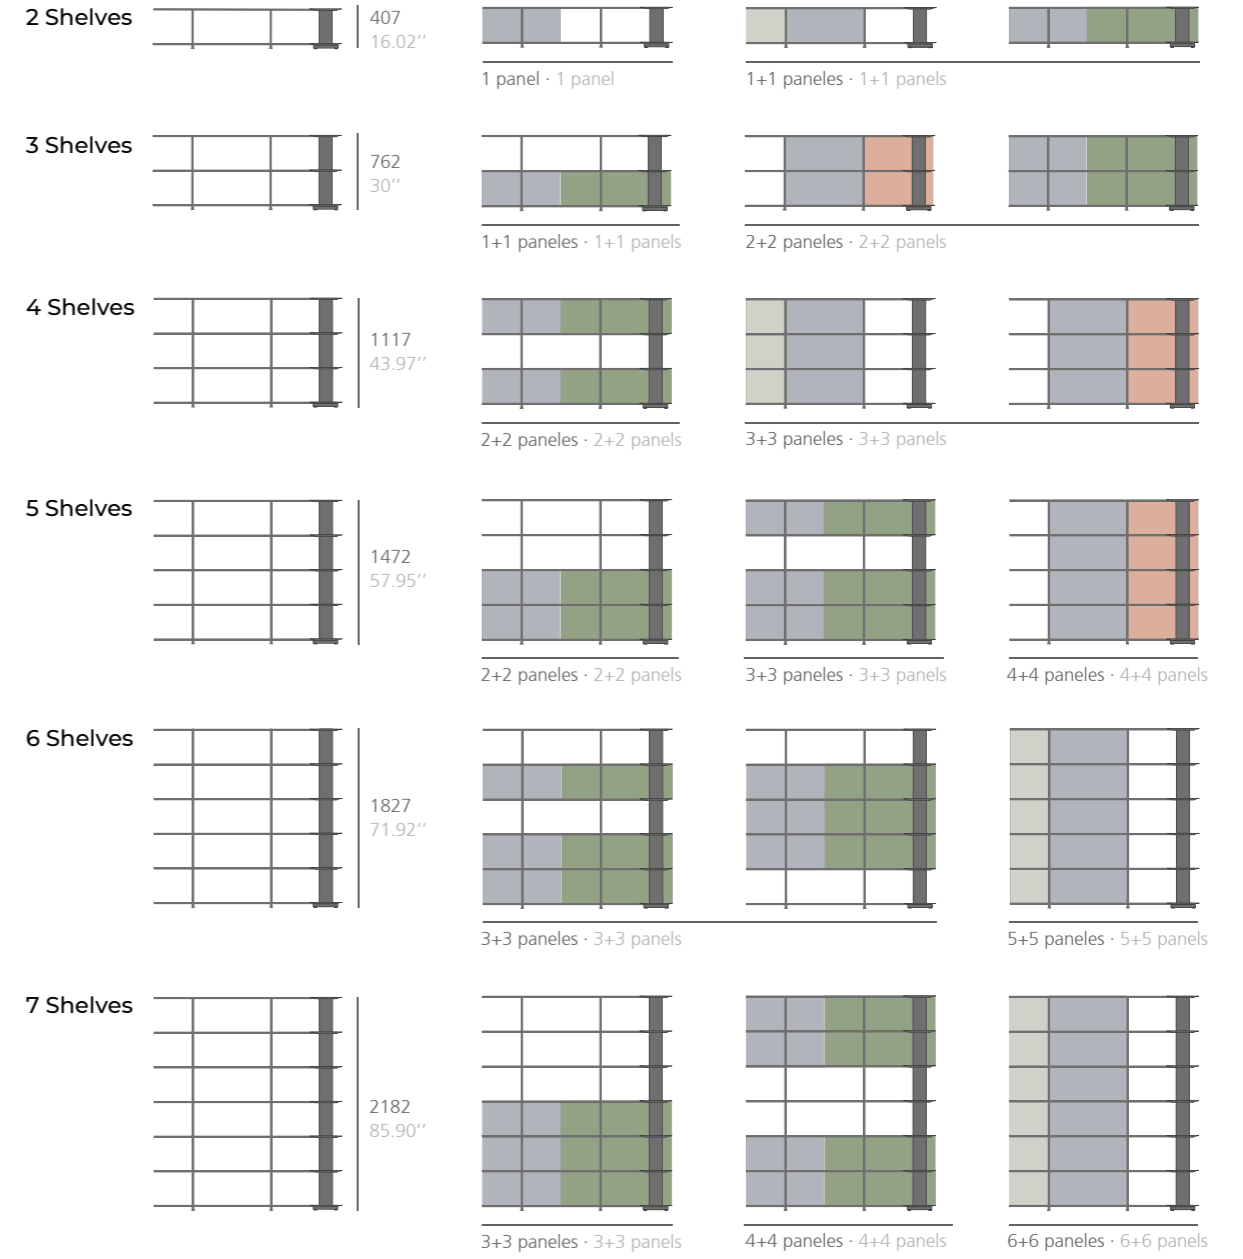 2 Shelves
407
16.02’’
1 panel · 1 panel
1+1 paneles · 1+1 panels
3 Shelves
762
30’’
1+1 paneles · 1+1 panels
2+2 paneles · 2+2 panels
4 Shelves
1117
43.97’’
2+2 paneles · 2+2 panels
3+3 paneles · 3+3 panels
5 Shelves
1472
57.95’’
2+2 paneles · 2+2 panels
3+3 paneles · 3+3 panels
4+4 paneles · 4+4 panels
6 Shelves
1827
71.92’’
3+3 paneles · 3+3 panels
5+5 paneles · 5+5 panels
7 Shelves
2182
85.90’’
3+3 paneles · 3+3 panels
4+4 paneles · 4+4 panels
6+6 paneles · 6+6 panels